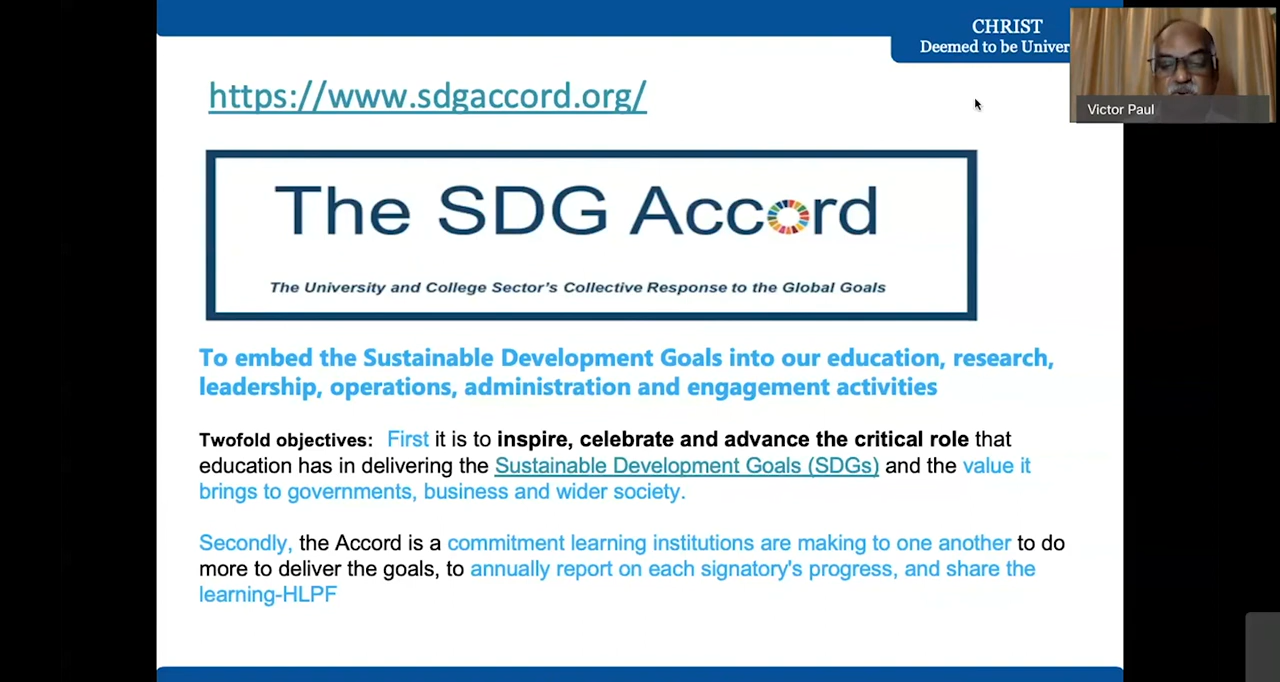 CHRIST
Deemed to be Univer
Victor Paul
https://www.sdgaccord.org/
The SDG Accord
The University and College Sector's Collective Response to the Global Goals
To embed the Sustainable Development Goals into our education, research,
leadership, operations, administration and engagement activities
Twofold objectives: First it is to inspire, celebrate and advance the critical role that
education has in delivering the Sustainable Development Goals (SDGs) and the value it
brings to governments, business and wider society.
Secondly, the Accord is a commitment learning institutions are making to one another to do
more to deliver the goals, to annually report on each signatory's progress, and share the
learning-HLPF